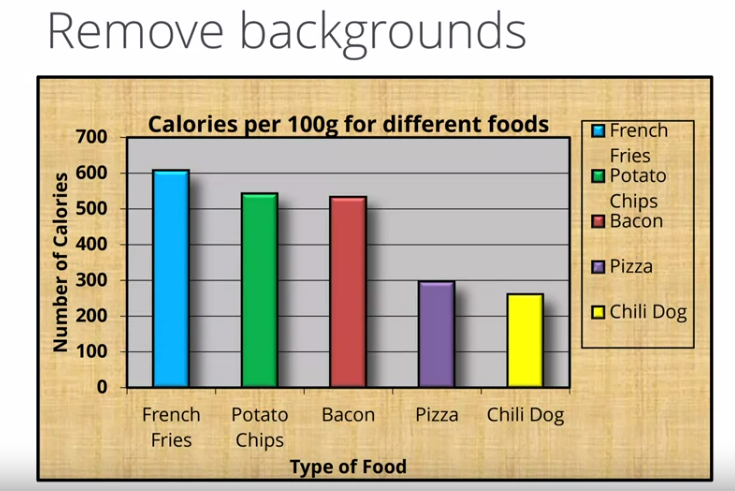 Remove backgrounds
Calories per 100g for different foods
Number of Calories
700
600
500
400
300
200
100
0
French
Fries
Potato
Chips
Bacon
Pizza
Chili Dog
Type of Food
French
Fries
Potato
Chips
Bacon
Pizza
Chili Dog